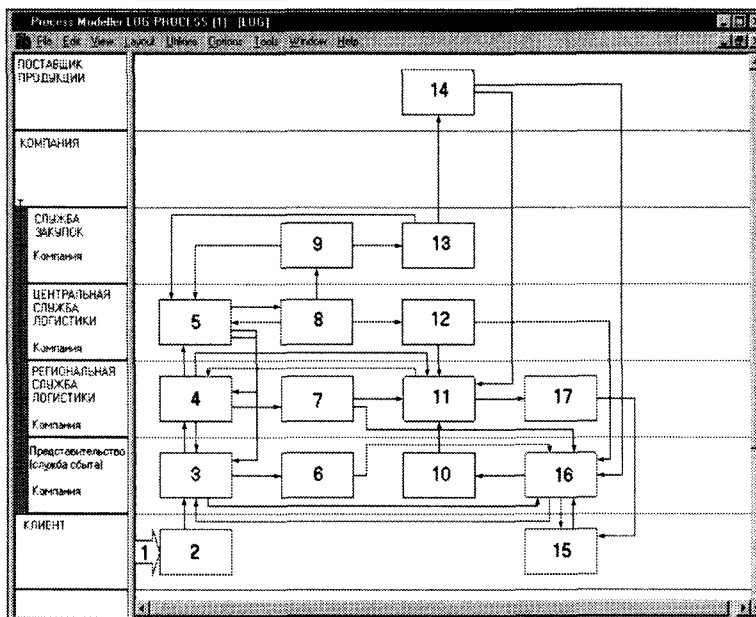 Process Modeller LOG-PROCESS (1) [LOG]
File Edit View Layout Unions Options Tools Window Help
ПОСТАВЩИК
ПРОДУКЦИИ
14
КОМПАНИЯ
СЛУЖБА
ЗАКУПОК
Компания
9
13
ЦЕНТРАЛЬНАЯ
СЛУЖБА
ЛОГИСТИКИ
Компания
5
8
12
РЕГИОНАЛЬНАЯ
СЛУЖБА
ЛОГИСТИКИ
Компания
4
7
11
17
Представительство
(служба сбыта)
Компания
3
6
10
16
КЛИЕНТ
1
2
15